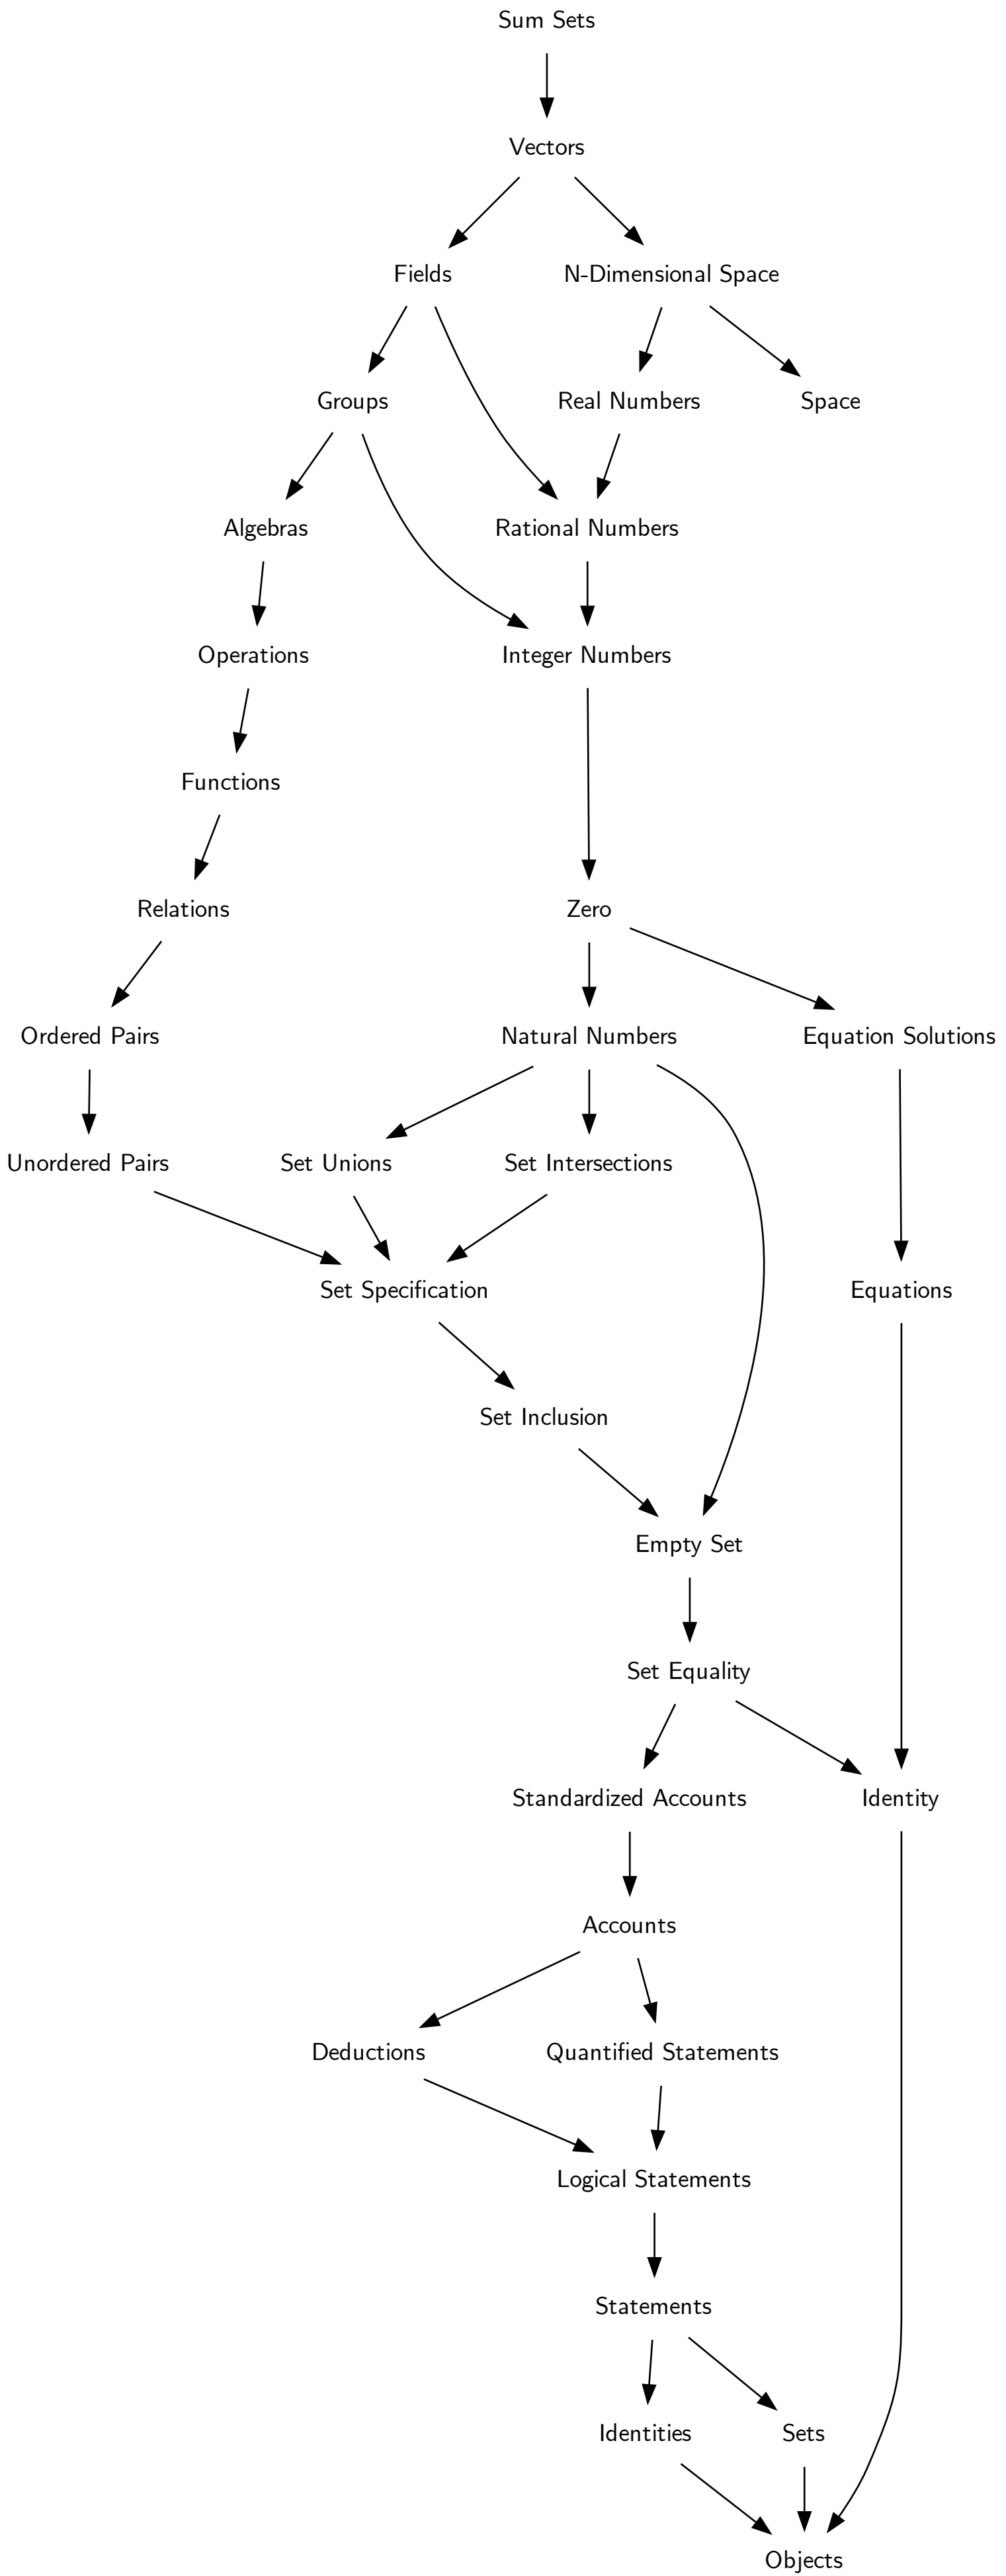 Sum Sets
Vectors
Fields
N-Dimensional Space
Groups
Real Numbers
Space
Algebras
Rational Numbers
Operations
Integer Numbers
Functions
Relations
Zero
Ordered Pairs
Natural Numbers
Equation Solutions
Unordered Pairs
Set Unions
Set Intersections
Set Specification
Equations
Set Inclusion
Empty Set
Set Equality
Standardized Accounts
Identity
Accounts
Deductions
Quantified Statements
Logical Statements
Statements
Identities
Sets
Objects